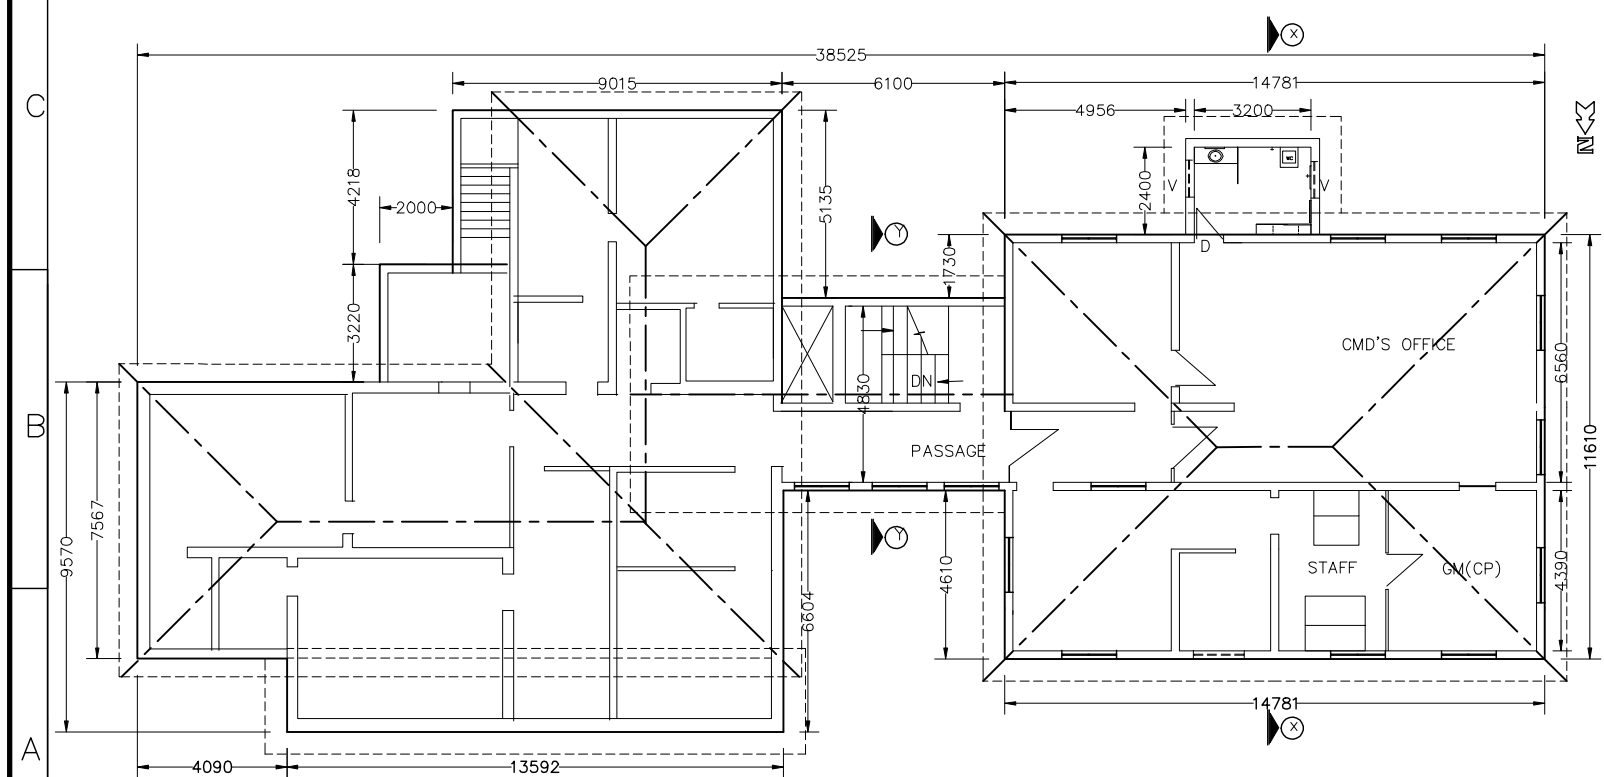 X
38525
9015
6100
14781
C
4956
3200
N
WC
4218
2400
V
V
2000
5135
Y
D
1730
3220
CMD'S OFFICE
6560
DN
4830
B
11610
PASSAGE
7567
Y
9570
4610
STAFF
GM(CP)
4390
6604
14781
X
A
4090
13592